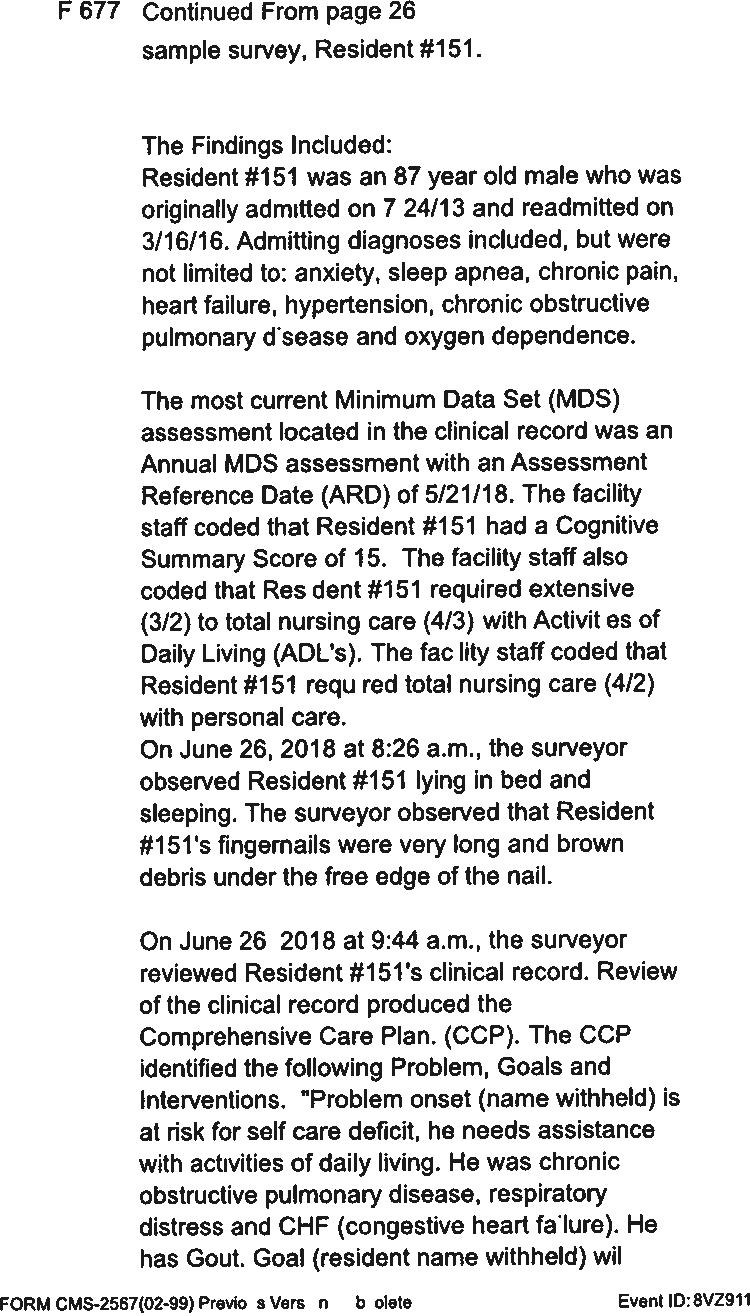 F 677 Continued From page 26
sample survey, Resident #151.
The Findings Included:
Resident #151 was an 87 year old male who was
originally admitted on 7 24/13 and readmitted on
3/16/16. Admitting diagnoses included, but were
not limited to: anxiety, sleep apnea, chronic pain,
heart failure, hypertension, chronic obstructive
pulmonary d sease and oxygen dependence.
The most current Minimum Data Set (MDS)
assessment located in the clinical record was an
Annual MDS assessment with an Assessment
Reference Date (ARD) of 5/21/18. The facility
staff coded that Resident #151 had a Cognitive
Summary Score of 15. The facility staff also
coded that Res dent #151 required extensive
(3/2) to total nursing care (4/3) with Activit es of
Daily Living (ADL's). The fac lity staff coded that
Resident #151 requ red total nursing care (4/2)
with personal care.
On June 26, 2018 at 8:26 a.m., the surveyor
observed Resident #151 lying in bed and
sleeping. The surveyor observed that Resident
#151's fingernails were very long and brown
debris under the free edge of the nail.
On June 26 2018 at 9:44 a.m., the surveyor
reviewed Resident #151's clinical record. Review
of the clinical record produced the
Comprehensive Care Plan. (CCP). The CCP
identified the following Problem, Goals and
Interventions. "Problem onset (name withheld) is
at risk for self care deficit, he needs assistance
with activities of daily living. He was chronic
obstructive pulmonary disease, respiratory
distress and CHF (congestive heart fa lure). He
has Gout. Goal (resident name withheld) wil
FORM CMS-2567(02-99) Previo s Vers n b olete Event ID: 8VZ911